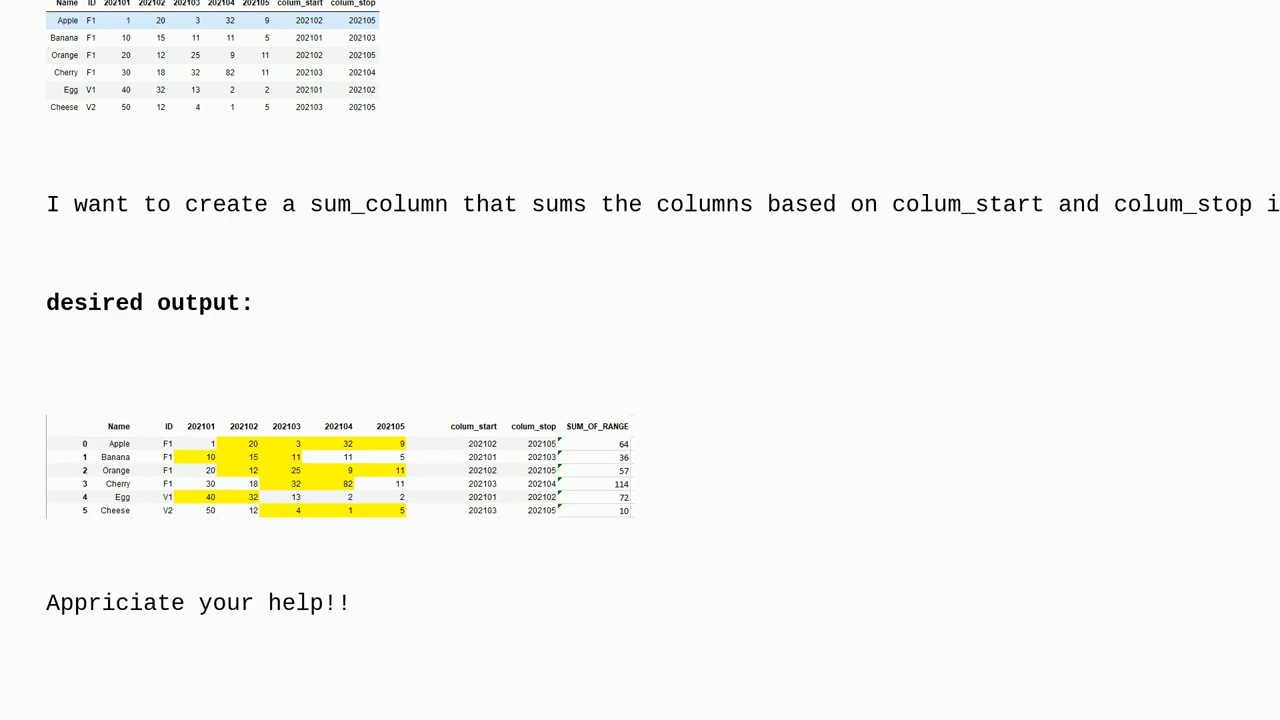 Name ID 202101 202102 202103 202104 202105 colum_start colum_stop
Apple F1 1 20 3 32 9 202102 202105
Banana F1 10 15 11 11 5 202101 202103
Orange F1 20 12 25 9 11 202102 202105
Cherry F1 30 18 32 82 11 202103 202104
Egg V1 40 32 13 2 2 202101 202102
Cheese V2 50 12 4 1 5 202103 202105
I want to create a sum_column that sums the columns based on colum_start and colum_stop i
desired output:
Name ID 202101 202102 202103 202104 202105 colum_start colum_stop SUM_OF_RANGE
0 Apple F1 1 20 3 32 9 202102 202105 64
1 Banana F1 10 15 11 11 5 202101 202103 36
2 Orange F1 20 12 25 9 11 202102 202105 57
3 Cherry F1 30 18 32 82 11 202103 202104 114
4 Egg V1 40 32 13 2 2 202101 202102 72
5 Cheese V2 50 12 4 1 5 202103 202105 10
Appriciate your help!!